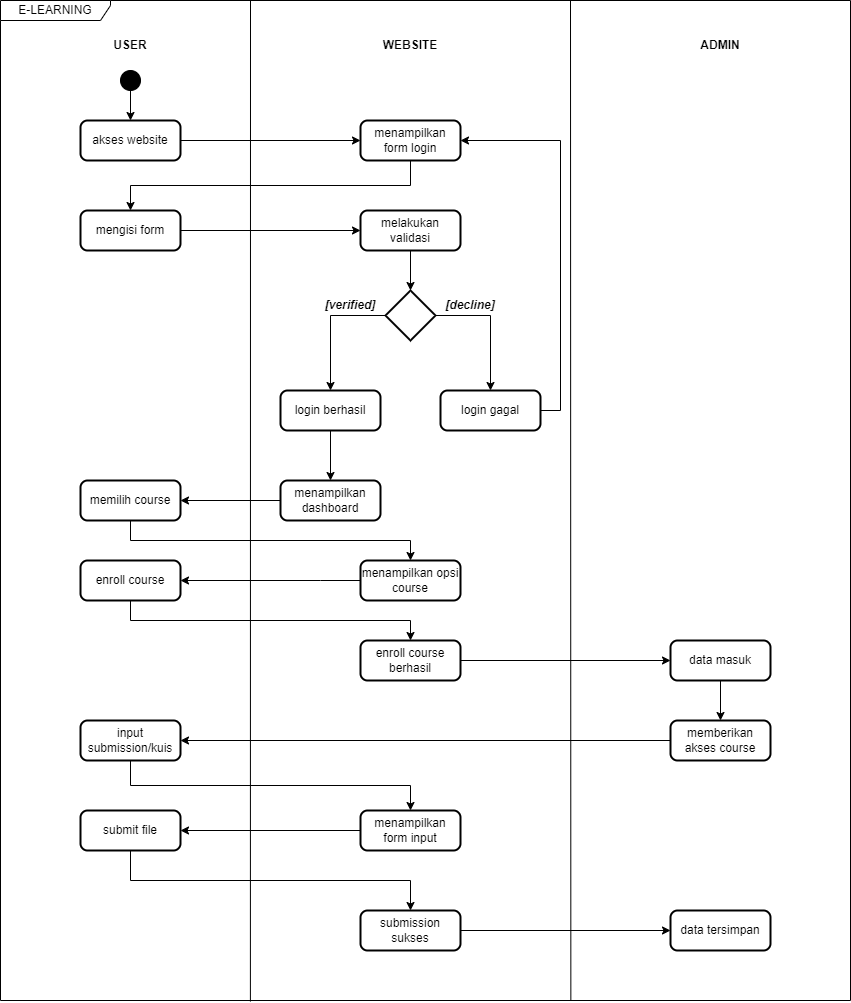 E-LEARNING
USER
WEBSITE
ADMIN
akses website
menampilkan
form login
mengisi form
melakukan
validasi
[verified]
[decline]
login berhasil
login gagal
memilih course
menampilkan
dashboard
enroll course
menampilkan opsi
course
enroll course
berhasil
data masuk
input
submission/kuis
memberikan
akses course
submit file
menampilkan
form input
submission
sukses
data tersimpan